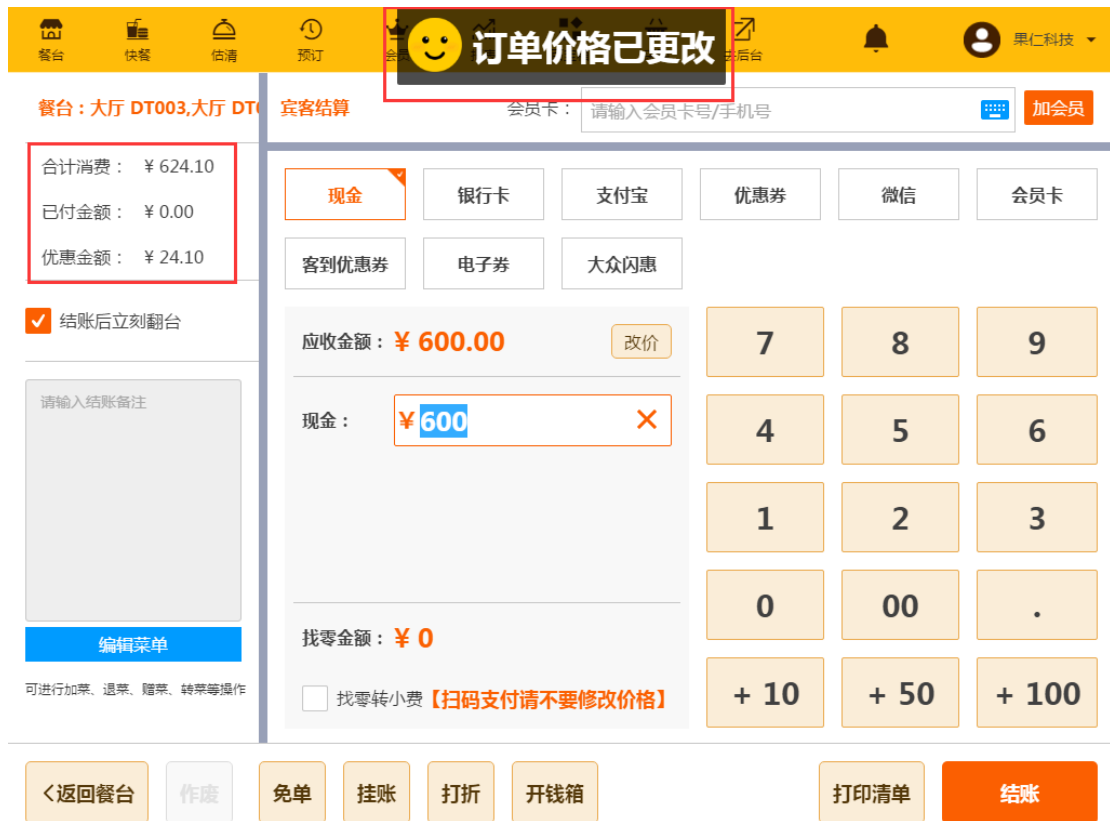 餐台
快餐
估清
预订
订单价格已更改
果仁科技
餐台：大厅 DT003,大厅
宾客结算
会员卡：
请输入会员卡号/手机号
加会员
合计消费： ¥ 624.10
已付金额： ¥ 0.00
优惠金额： ¥ 24.10
结账后立刻翻台
请输入结账备注
编辑菜单
可进行加菜、退菜、赠菜、转菜等操作
现金
银行卡
支付宝
优惠券
微信
会员卡
客到优惠券
电子券
大众闪惠
应收金额：¥ 600.00
改价
现金：
¥ 600
找零金额：¥ 0
找零转小费【扫码支付请不要修改价格】
7 8 9
4 5 6
1 2 3
0 00 .
+ 10 + 50 + 100
返回餐台
作废
免单
挂账
打折
开钱箱
打印清单
结账